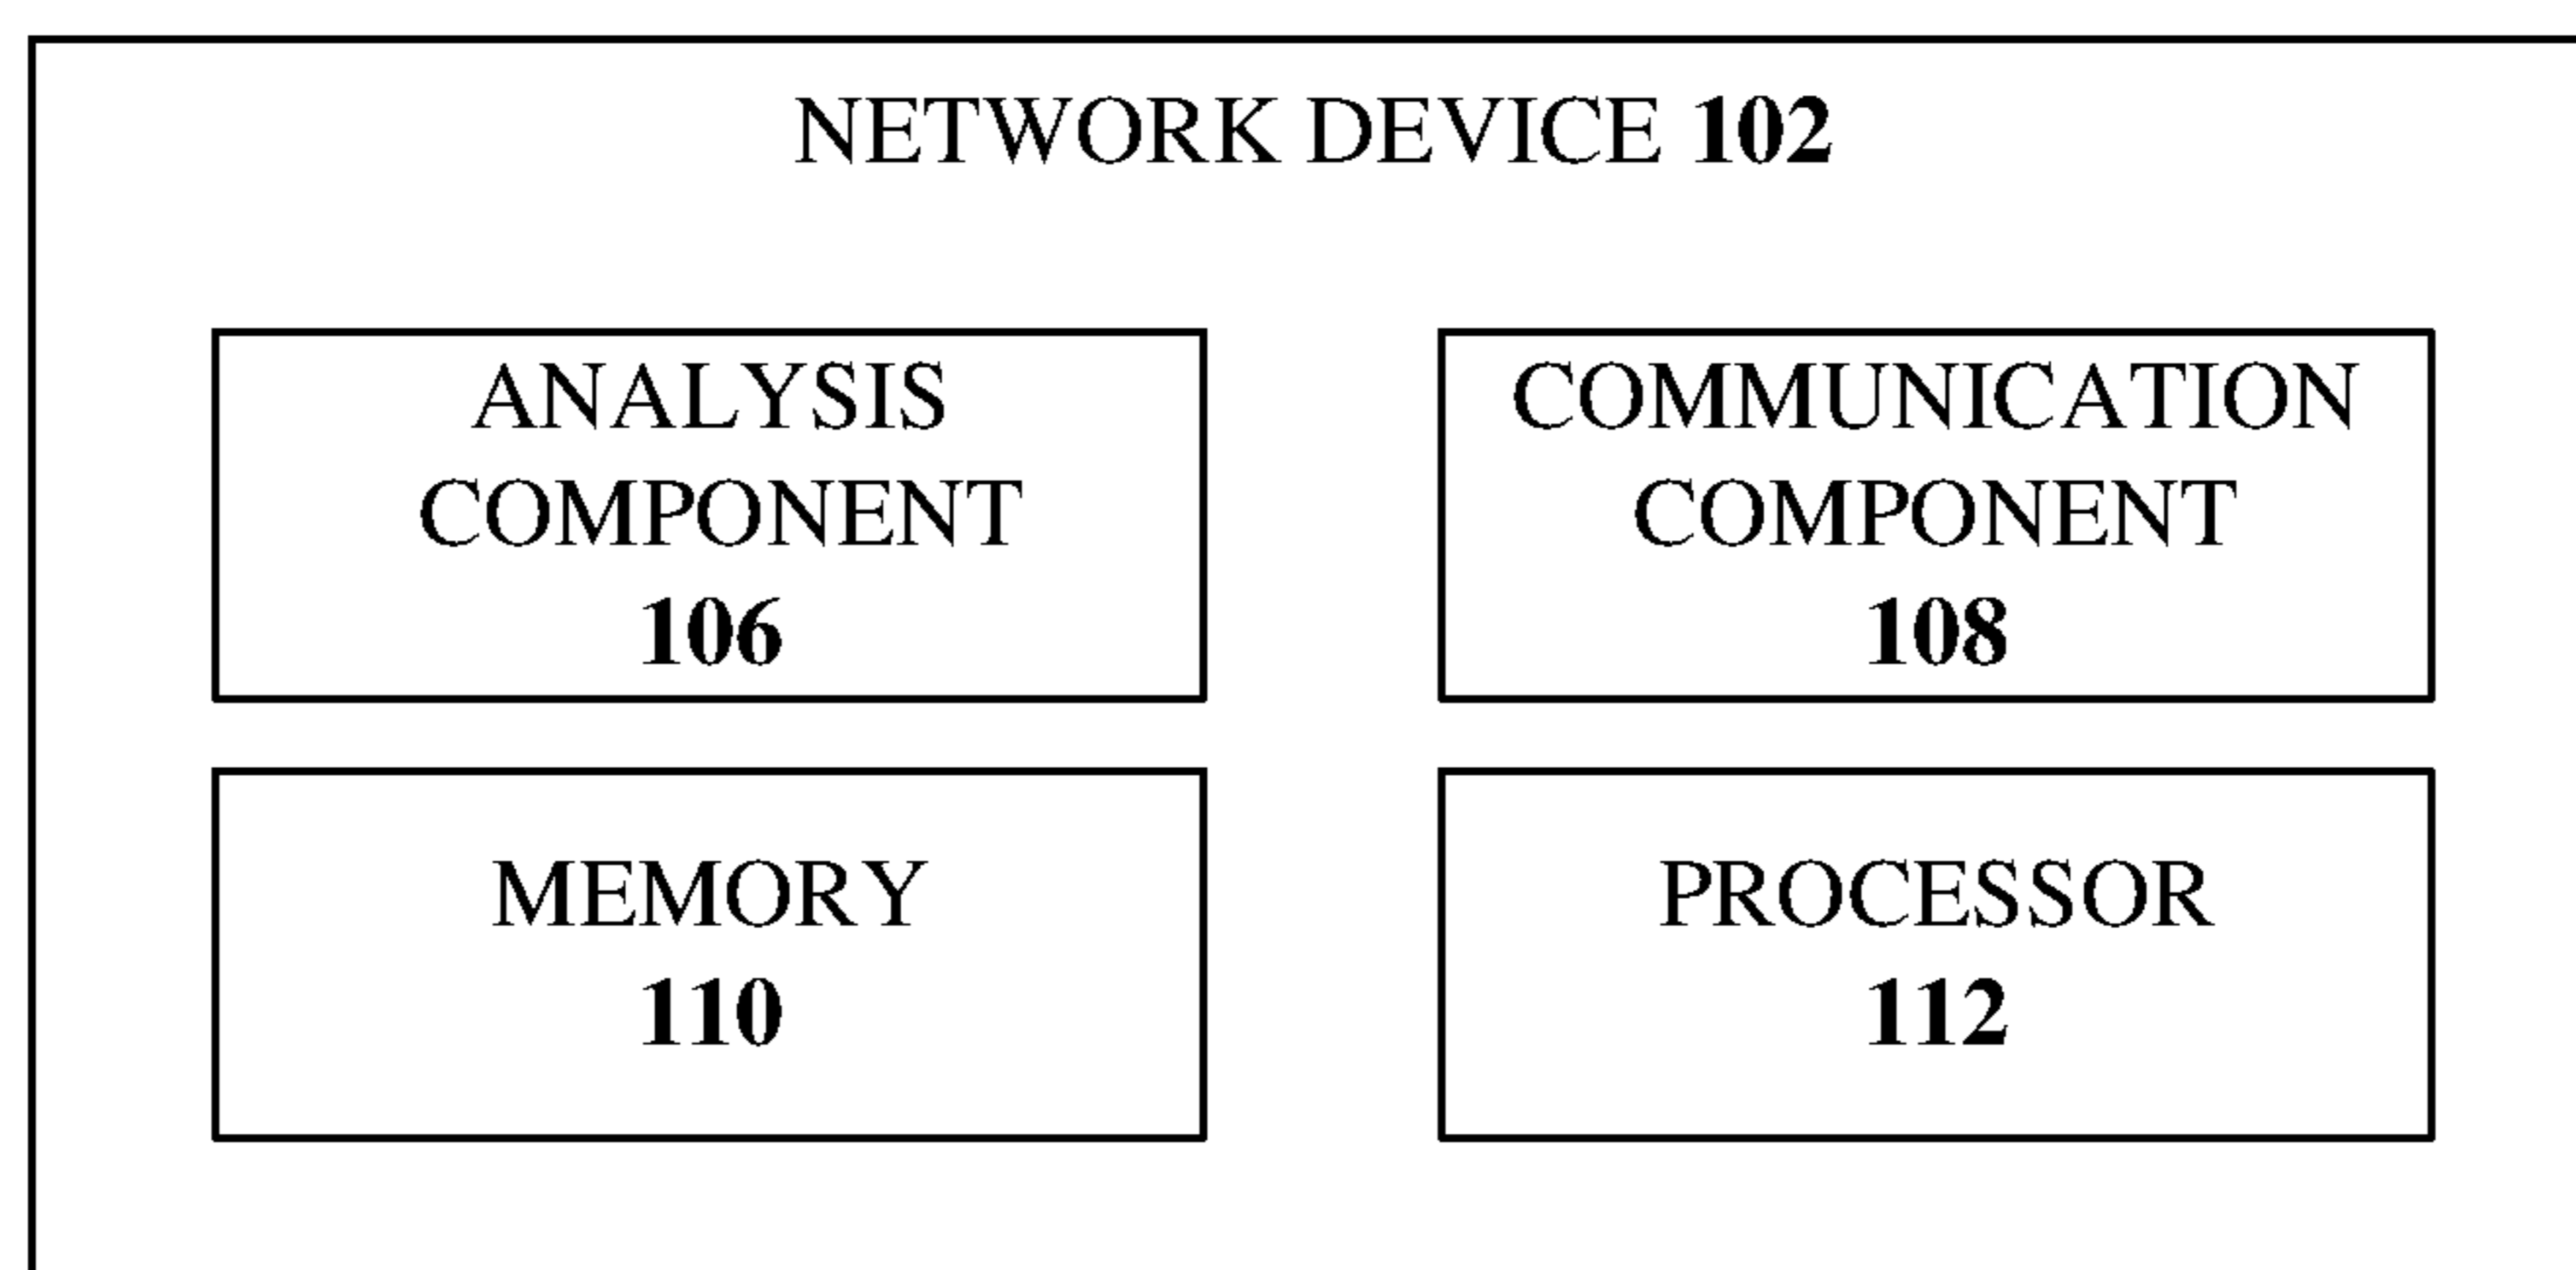 NETWORK DEVICE 102
ANALYSIS
COMPONENT
106
COMMUNICATION
COMPONENT
108
MEMORY
110
PROCESSOR
112